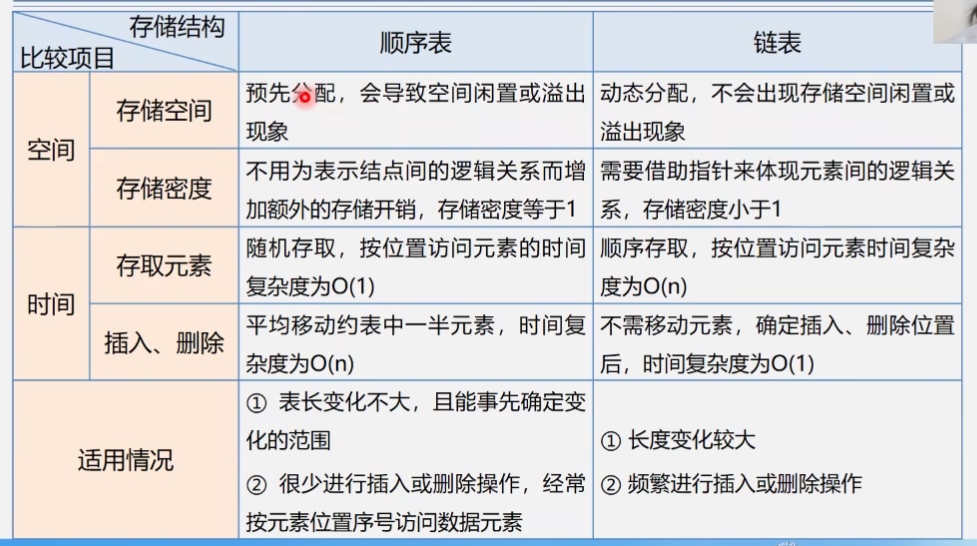 存储结构
比较项目
顺序表
链表
空间
存储空间
预先分配，会导致空间闲置或溢出
现象
动态分配，不会出现存储空间闲置或
溢出现象
存储密度
不用为表示结点间的逻辑关系而增
加额外的存储开销，存储密度等于1
需要借助指针来体现元素间的逻辑关
系，存储密度小于1
时间
存取元素
随机存取，按位置访问元素的时间
复杂度为O(1)
顺序存取，按位置访问元素时间复杂
度为O(n)
插入、删除
平均移动约表中一半元素，时间复
杂度为O(n)
不需移动元素，确定插入、删除位置
后，时间复杂度为O(1)
适用情况
① 表长变化不大，且能事先确定变
化的范围
② 很少进行插入或删除操作，经常
按元素位置序号访问数据元素
① 长度变化较大
② 频繁进行插入或删除操作